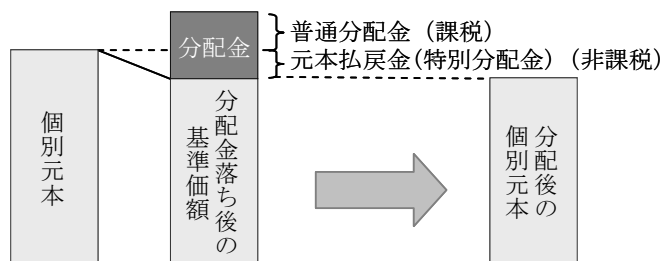 分配金
普通分配金（課税）
元本払戻金(特別分配金)（非課税）
個別元本
分配金落ち後の
基準価額
分配後の
個別元本